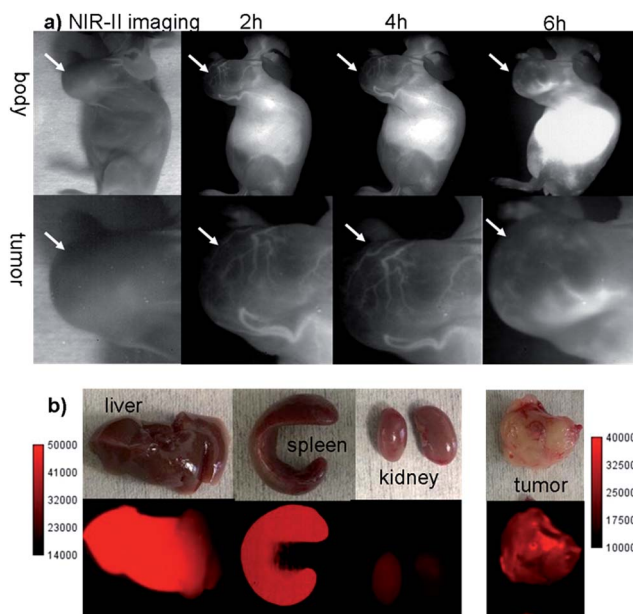 a) NIR-II imaging 2h 4h 6h
body
tumor
b)
liver
spleen
kidney
tumor
50000
41000
32000
23000
14000
40000
32500
25000
17500
10000